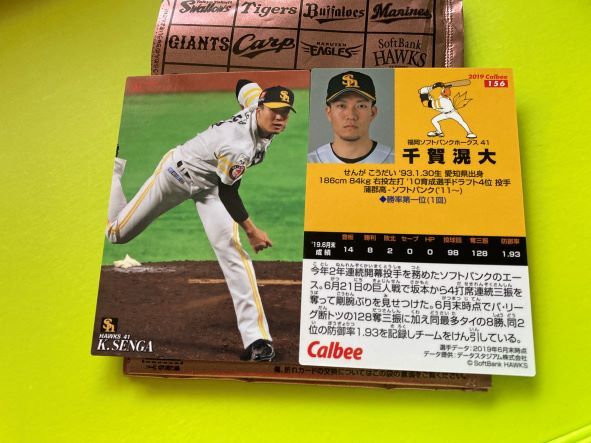 Tokyo Yakult
Swallows
Tigers
Buffaloes
Marines
GIANTS
Carp
RAKUTEN
EAGLES
SoftBank
HAWKS
SH
HAWKS 41
K.SENGA
2019 Calbee
156
福岡ソフトバンクホークス 41
千賀滉大
せんが こうだい '93.1.30生 愛知県出身
186cm 84kg 右投左打 '10育成選手ドラフト4位 投手
蒲郡高-ソフトバンク('11~)
◆勝率第一位(1回)
'19.6月末成績
登板 勝利 敗北 セーブ HP 投球回 奪三振 防御率
14 8 2 0 0 98 128 1.93
今年2年連続開幕投手を務めたソフトバンクのエー
ス。6月21日の巨人戦で坂本から4打席連続三振を
奪って剛腕ぶりを見せつけた。6月末時点でパ・リ
ーグ断トツの128奪三振に加え同最多タイの8勝、同2
位の防御率1.93を記録しチームをけん引している。
Calbee
選手データ:2019年6月末時点
データ提供:データスタジアム株式会社
© SoftBank HAWKS